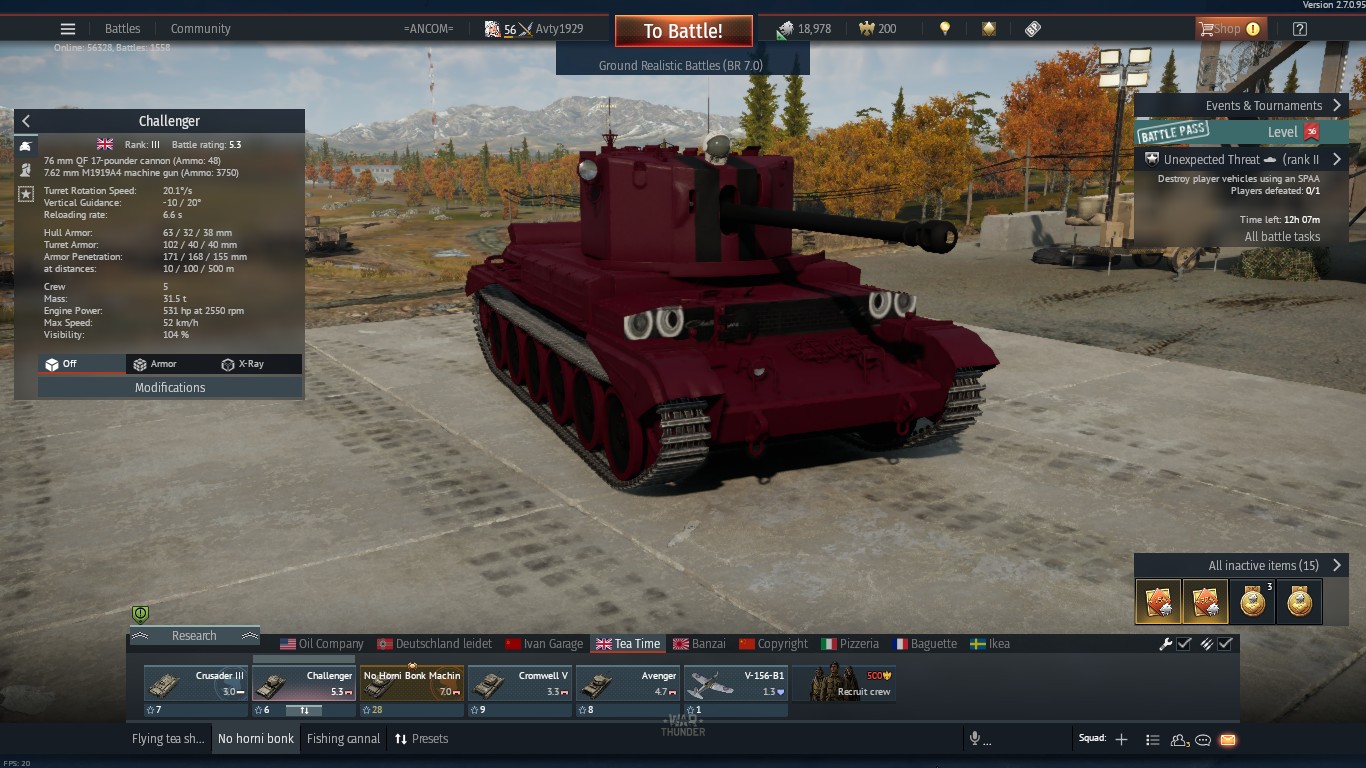 Version 2.7.0.95
Battles
Community
=ANCOM=
56
Avty1929
To Battle!
18,978
200
Shop
?
Online: 56328, Battles: 1558
Ground Realistic Battles (BR 7.0)
Challenger
Rank: III Battle rating: 5.3
76 mm QF 17-pounder cannon (Ammo: 48)
7.62 mm M1919A4 machine gun (Ammo: 3750)
Turret Rotation Speed: 20.1°/s
Vertical Guidance: -10 / 20°
Reloading rate: 6.6 s
Hull Armor: 63 / 32 / 38 mm
Turret Armor: 102 / 40 / 40 mm
Armor Penetration: 171 / 168 / 155 mm
at distances: 10 / 100 / 500 m
Crew 5
Mass: 31.5 t
Engine Power: 531 hp at 2550 rpm
Max Speed: 52 km/h
Visibility: 104 %
Off
Armor
X-Ray
Modifications
Events & Tournaments
BATTLE PASS
Level 36
Unexpected Threat (rank II
Destroy player vehicles using an SPAA
Players defeated: 0/1
Time left: 12h 07m
All battle tasks
All inactive items (15)
3
Research
Oil Company
Deutschland leidet
Ivan Garage
Tea Time
Banzai
Copyright
Pizzeria
Baguette
Ikea
Crusader III
3.0
7
Challenger
5.3
6
No Horni Bonk Machin
7.0
28
Cromwell V
3.3
9
Avenger
4.7
8
V-156-B1
1.3
1
500
Recruit crew
WAR THUNDER
Flying tea sh...
No horni bonk
Fishing cannal
Presets
...
Squad:
3
FPS: 20